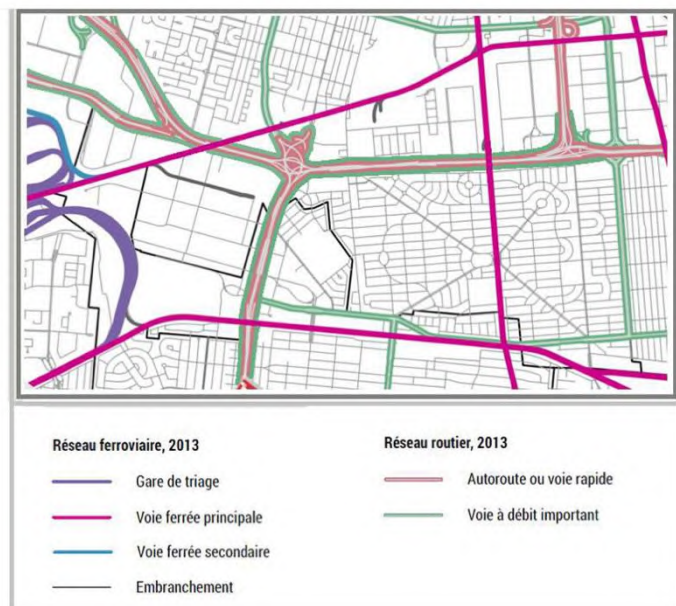 Réseau ferroviaire, 2013
Gare de triage
Voie ferrée principale
Voie ferrée secondaire
Embranchement
Réseau routier, 2013
Autoroute ou voie rapide
Voie à débit important